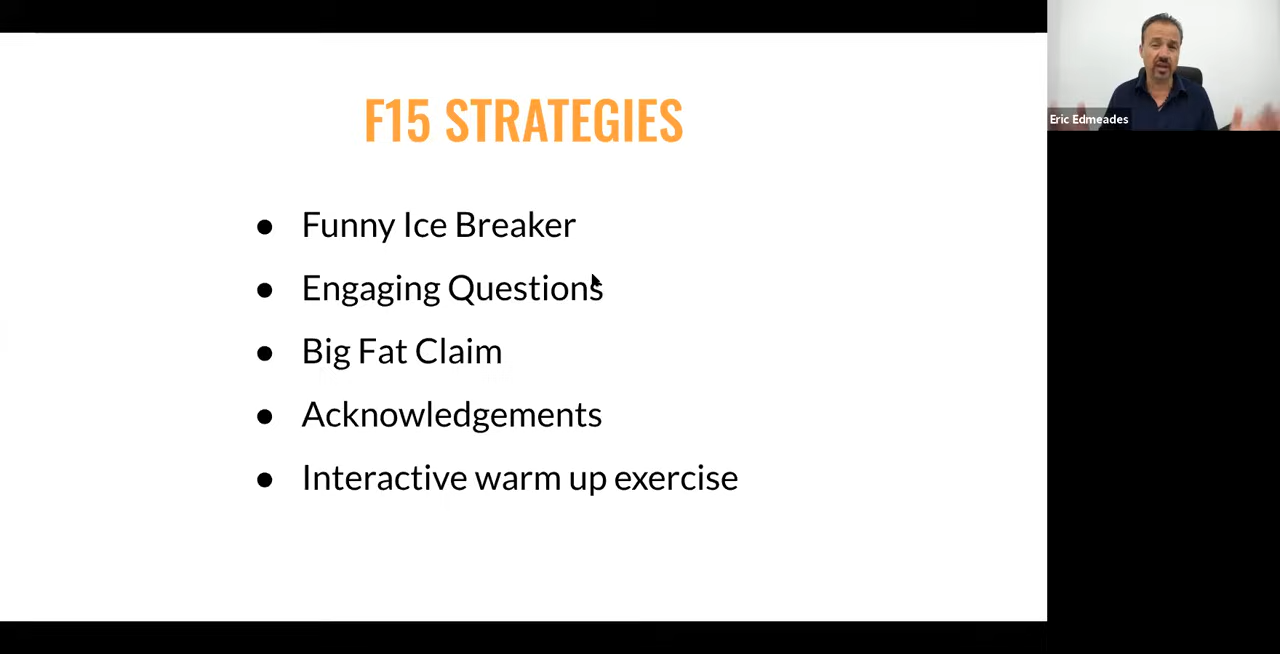 F15 STRATEGIES
● Funny Ice Breaker
● Engaging Questions
● Big Fat Claim
● Acknowledgements
● Interactive warm up exercise
Eric Edmeades